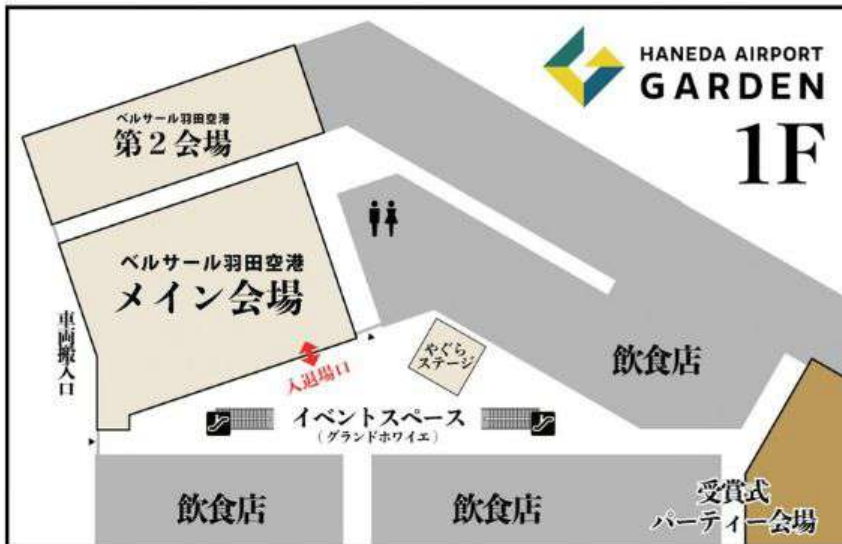 HANEDA AIRPORT
GARDEN
1F
ベルサール羽田空港
第2会場
ベルサール羽田空港
メイン会場
車両搬入口
入退場口
やぐら
ステージ
飲食店
イベントスペース
(グランドホワイエ)
飲食店
飲食店
受賞式
パーティー会場